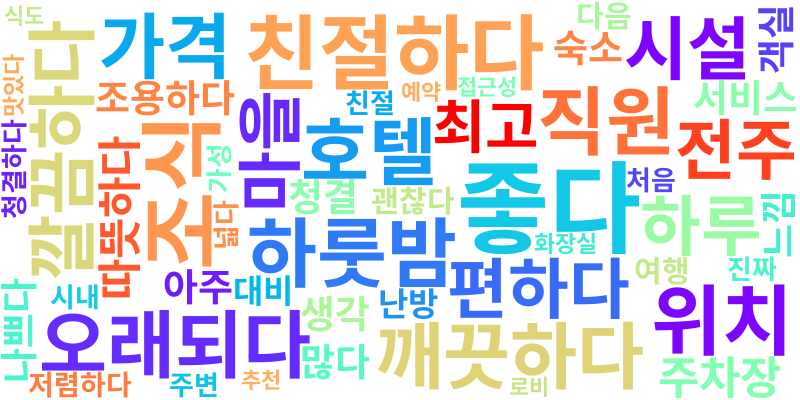 식도
가격
친절하다
다음
숙소
시설
객실
깔끔하다
맛있다
조용하다
예약
접근성
친절
서비스
최고
직원
전주
청결하다
따뜻하다
조식
가성
마을
호텔
좋다
처음
청결
괜찮다
하루
느낌
넓다
하룻밤
화장실
여행
진짜
나쁘다
시내
아주
대비
난방
편하다
위치
오래되다
생각
많다
깨끗하다
주차장
저렴하다
주변
추천
로비